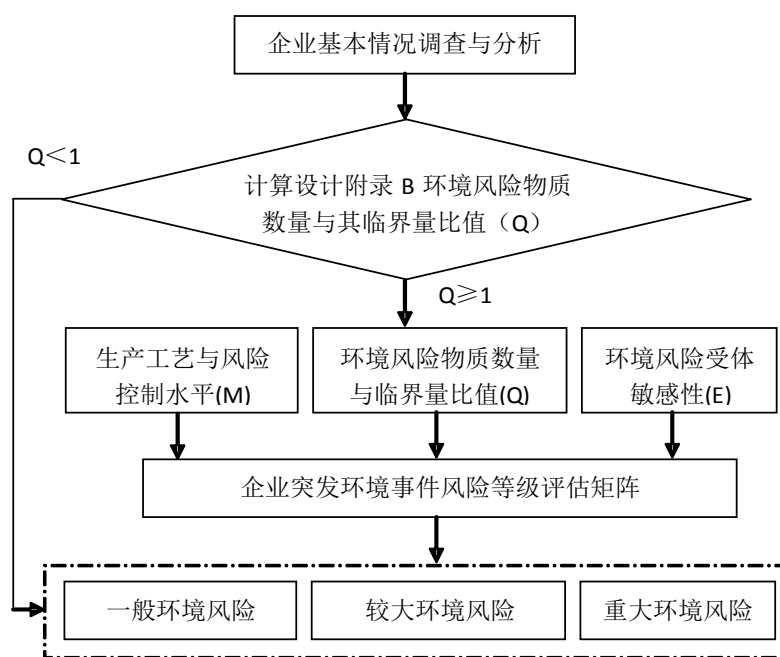 企业基本情况调查与分析
Q＜1
计算设计附录 B 环境风险物质
数量与其临界量比值（Q）
Q≥1
生产工艺与风险
控制水平(M)
环境风险物质数量
与临界量比值(Q)
环境风险受体
敏感性(E)
企业突发环境事件风险等级评估矩阵
一般环境风险
较大环境风险
重大环境风险